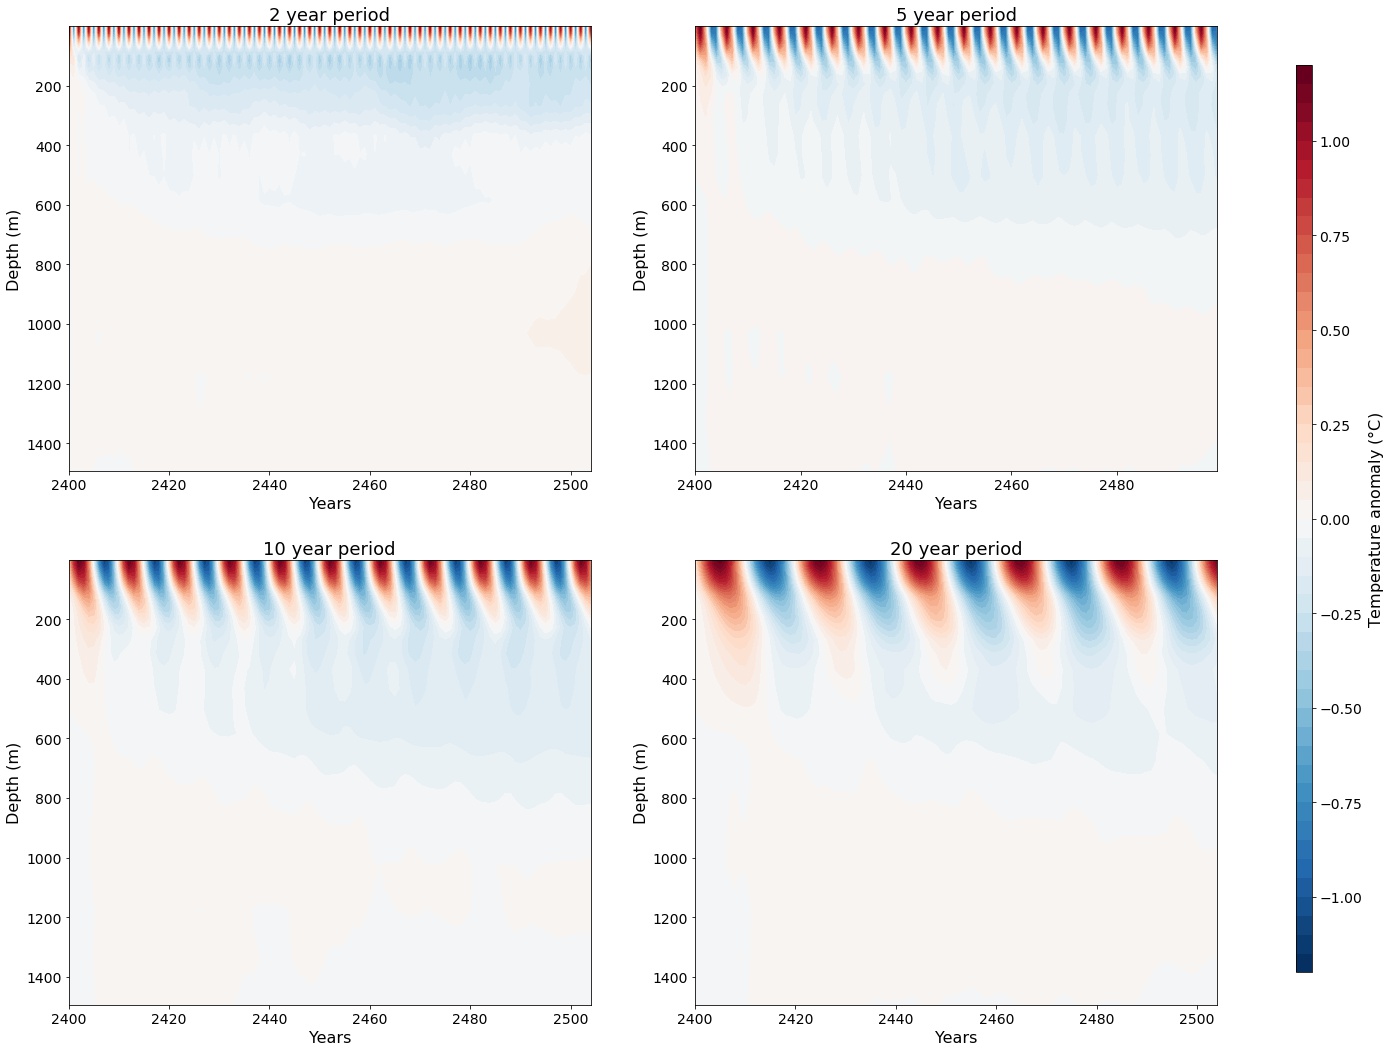 2 year period
200
400
600
800
1000
1200
1400
Depth (m)
2400 2420 2440 2460 2480 2500
Years
5 year period
200
400
600
800
1000
1200
1400
Depth (m)
2400 2420 2440 2460 2480
Years
10 year period
200
400
600
800
1000
1200
1400
Depth (m)
2400 2420 2440 2460 2480 2500
Years
20 year period
200
400
600
800
1000
1200
1400
Depth (m)
2400 2420 2440 2460 2480 2500
Years
1.00
0.75
0.50
0.25
0.00
−0.25
−0.50
−0.75
−1.00
Temperature anomaly (°C)